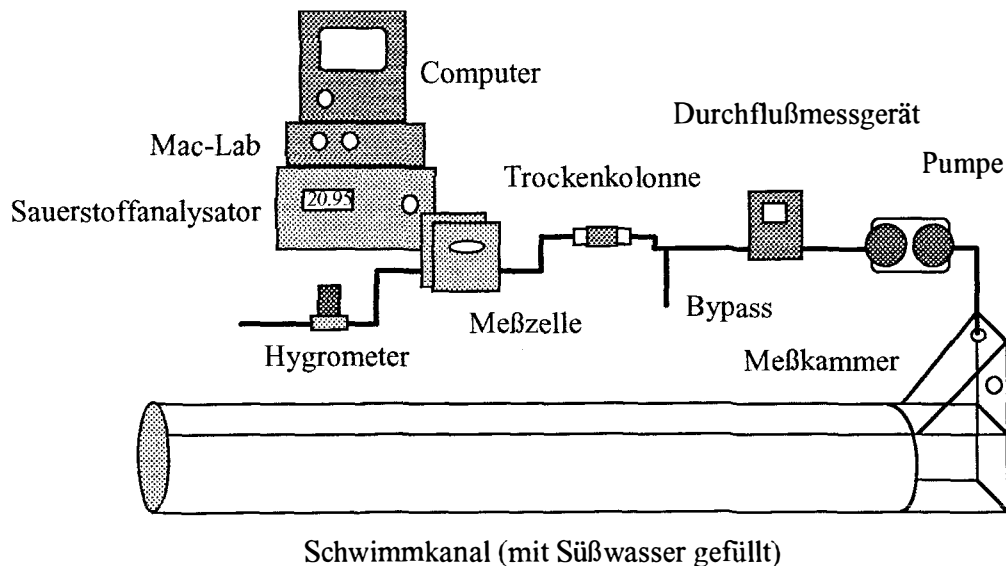 Computer
Durchflußmessgerät
Mac-Lab
Trockenkolonne
Pumpe
Sauerstoffanalysator
20.95
Bypass
Meßzelle
Hygrometer
Meßkammer
Schwimmkanal (mit Süßwasser gefüllt)